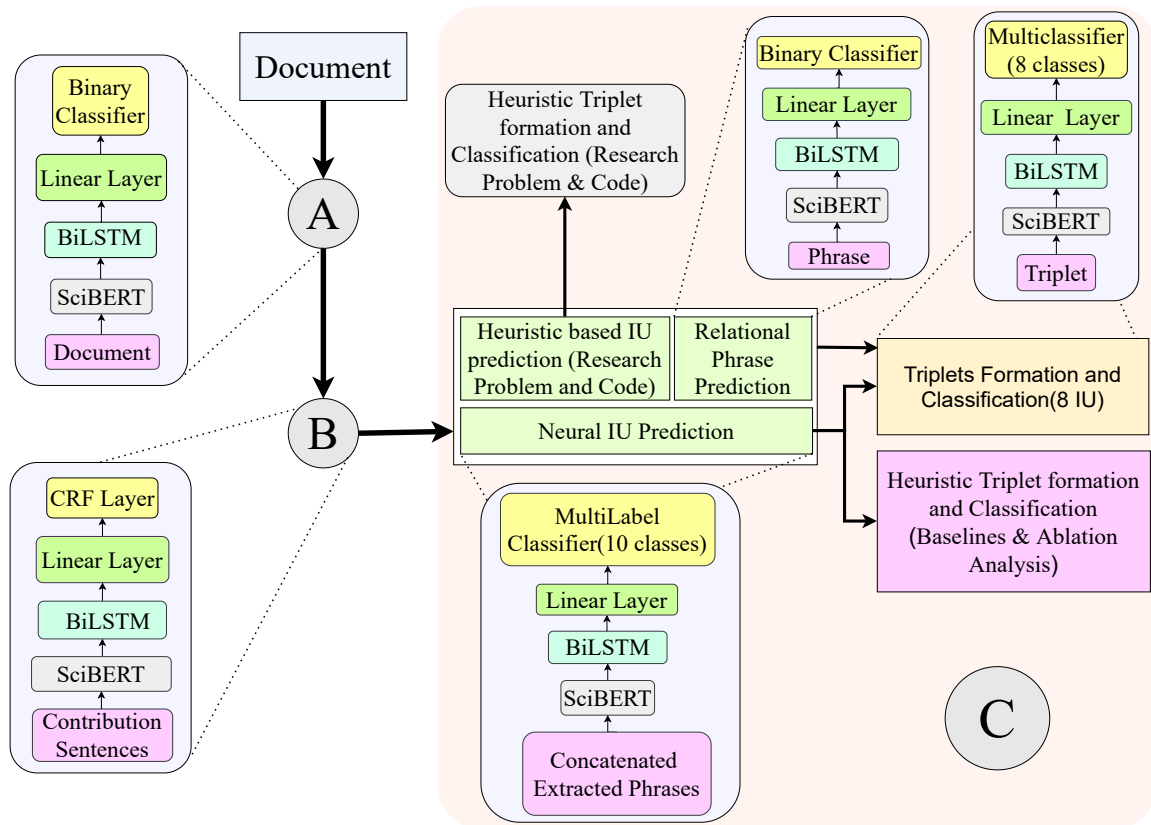 Document
Binary
Classifier
Linear Layer
BiLSTM
SciBERT
Document
A
B
CRF Layer
Linear Layer
BiLSTM
SciBERT
Contribution
Sentences
Heuristic Triplet
formation and
Classification (Research
Problem & Code)
Binary Classifier
Linear Layer
BiLSTM
SciBERT
Phrase
Multiclassifier
(8 classes)
Linear Layer
BiLSTM
SciBERT
Triplet
Heuristic based IU
prediction (Research
Problem and Code)
Relational
Phrase
Prediction
Neural IU Prediction
Triplets Formation and
Classification(8 IU)
Heuristic Triplet formation
and Classification
(Baselines & Ablation
Analysis)
MultiLabel
Classifier(10 classes)
Linear Layer
BiLSTM
SciBERT
Concatenated
Extracted Phrases
C